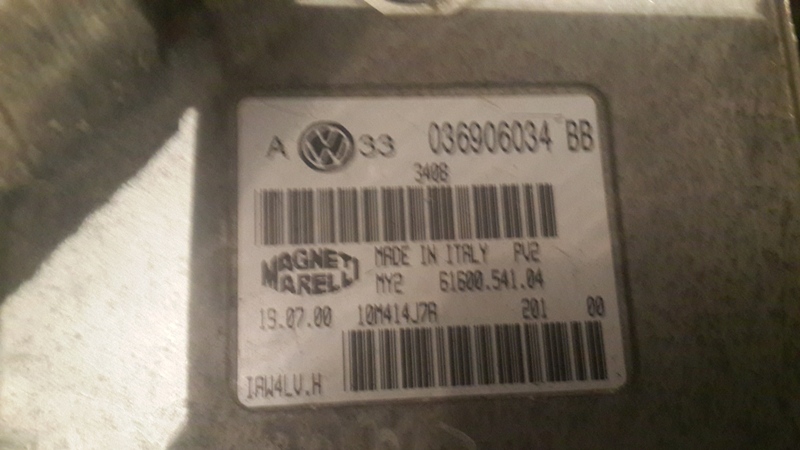 A VW 33 036906034 BB
3408
MAGNETI MARELLI
MADE IN ITALY PV2
MY2 61600.541.04
19.07.00 10M414J7A 201 00
IAW4LV.H